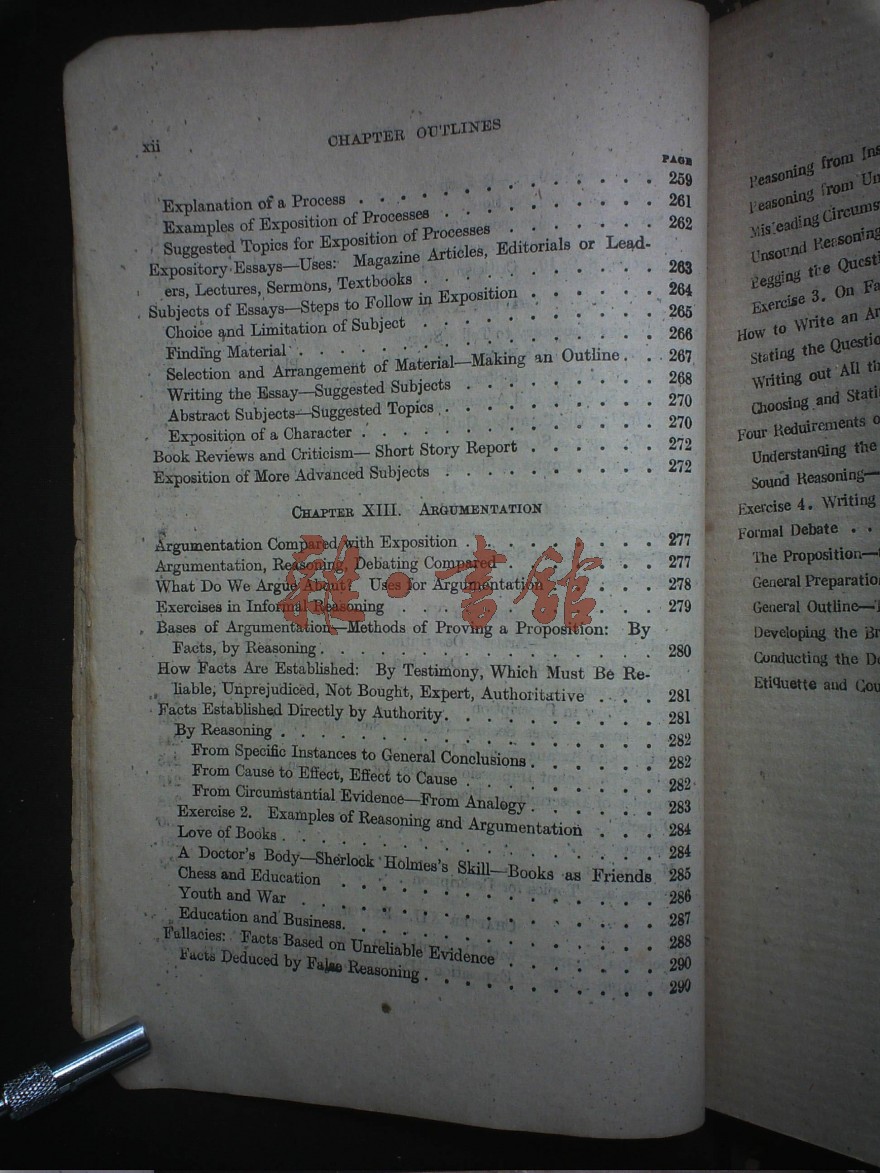 xii
CHAPTER OUTLINES
PAGE
Explanation of a Process . . . . . . . . . . . . 259
Examples of Exposition of Processes . . . . . . . . 261
Suggested Topics for Exposition of Processes . . . . . . 262
Expository Essays—Uses: Magazine Articles, Editorials or Lead-
ers, Lectures, Sermons, Textbooks . . . . . . . . 263
Subjects of Essays—Steps to Follow in Exposition . . . . . 264
Choice and Limitation of Subject . . . . . . . . . 265
Finding Material . . . . . . . . . . . . . 266
Selection and Arrangement of Material—Making an Outline . . 267
Writing the Essay—Suggested Subjects . . . . . . . 268
Abstract Subjects—Suggested Topics . . . . . . . . 270
Exposition of a Character . . . . . . . . . . . 270
Book Reviews and Criticism— Short Story Report . . . . . 272
Exposition of More Advanced Subjects . . . . . . . . 272
CHAPTER XIII. ARGUMENTATION
Argumentation Compared with Exposition . . . . . . . 277
Argumentation, Reasoning, Debating Compared . . . . . . 277
What Do We Argue About? Uses for Argumentation . . . . 278
Exercises in Informal Reasoning . . . . . . . . . 279
Bases of Argumentation—Methods of Proving a Proposition: By
Facts, by Reasoning . . . . . . . . . . . . 280
How Facts Are Established: By Testimony, Which Must Be Re-
liable, Unprejudiced, Not Bought, Expert, Authoritative . . . 281
Facts Established Directly by Authority . . . . . . . . 281
By Reasoning . . . . . . . . . . . . . . 282
From Specific Instances to General Conclusions . . . . . 282
From Cause to Effect, Effect to Cause . . . . . . . 282
From Circumstantial Evidence—From Analogy . . . . . 283
Exercise 2. Examples of Reasoning and Argumentation . . . 284
Love of Books . . . . . . . . . . . . . . 284
A Doctor's Body—Sherlock Holmes's Skill—Books as Friends 285
Chess and Education . . . . . . . . . . . . 286
Youth and War . . . . . . . . . . . . . 287
Education and Business . . . . . . . . . . . 288
Fallacies: Facts Based on Unreliable Evidence . . . . . . 290
Facts Deduced by False Reasoning . . . . . . . . . 290
雜·書館
Reasoning from Ins
Reasoning from Un
Misleading Circums
Unsound Reasoning
Begging the Questi
Exercise 3. On Fa
How to Write an Ar
Stating the Questio
Writing out All th
Choosing and Stati
Four Requirements o
Understanding the
Sound Reasoning—
Exercise 4. Writing
Formal Debate . .
The Proposition—
General Preparatio
General Outline—
Developing the Br
Conducting the De
Etiquette and Cou